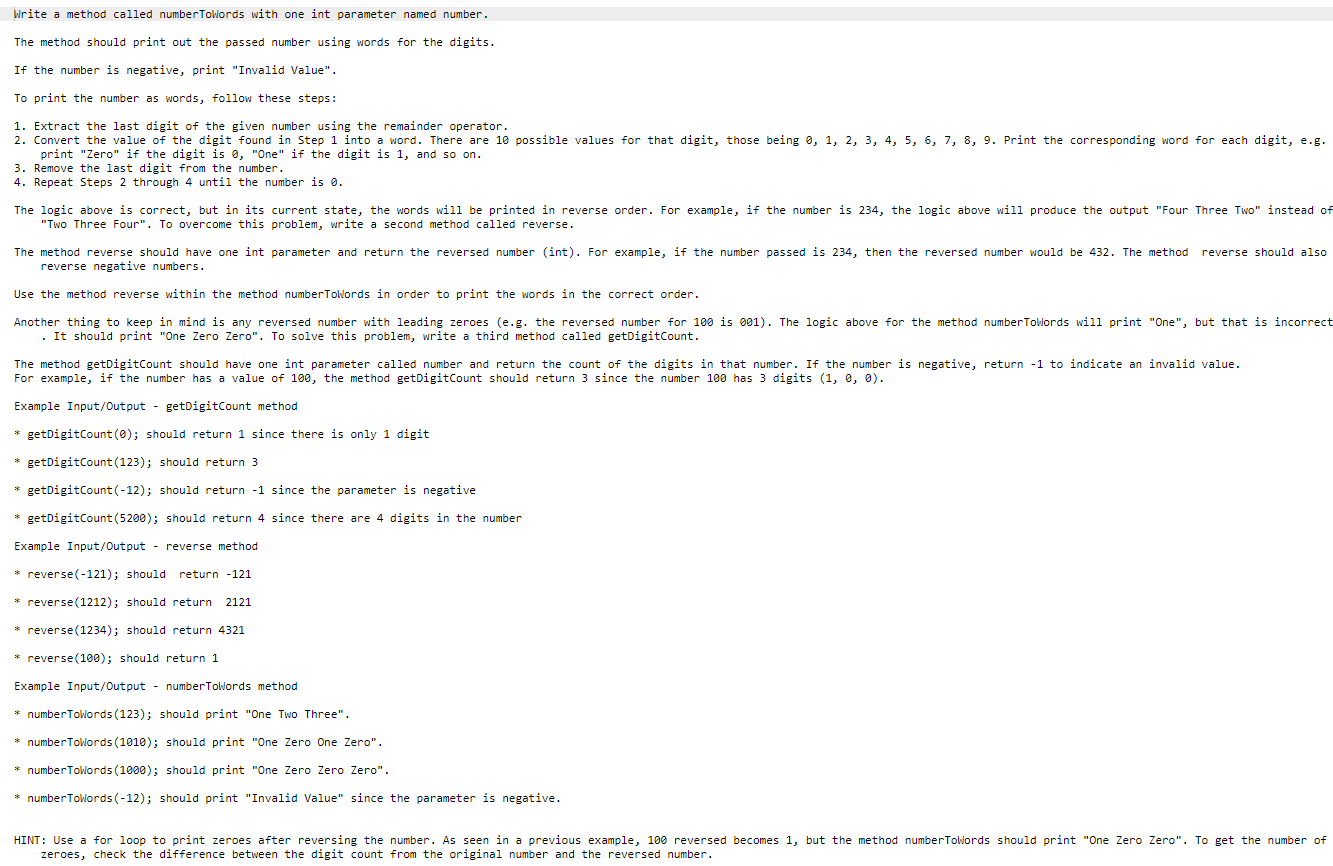 Write a method called numberToWords with one int parameter named number.
The method should print out the passed number using words for the digits.
If the number is negative, print "Invalid Value".
To print the number as words, follow these steps:
1. Extract the last digit of the given number using the remainder operator.
2. Convert the value of the digit found in Step 1 into a word. There are 10 possible values for that digit, those being 0, 1, 2, 3, 4, 5, 6, 7, 8, 9. Print the corresponding word for each digit, e.g.
print "Zero" if the digit is 0, "One" if the digit is 1, and so on.
3. Remove the last digit from the number.
4. Repeat Steps 2 through 4 until the number is 0.
The logic above is correct, but in its current state, the words will be printed in reverse order. For example, if the number is 234, the logic above will produce the output "Four Three Two" instead of
"Two Three Four". To overcome this problem, write a second method called reverse.
The method reverse should have one int parameter and return the reversed number (int). For example, if the number passed is 234, then the reversed number would be 432. The method  reverse should also
reverse negative numbers.
Use the method reverse within the method numberToWords in order to print the words in the correct order.
Another thing to keep in mind is any reversed number with leading zeroes (e.g. the reversed number for 100 is 001). The logic above for the method numberToWords will print "One", but that is incorrect
. It should print "One Zero Zero". To solve this problem, write a third method called getDigitCount.
The method getDigitCount should have one int parameter called number and return the count of the digits in that number. If the number is negative, return -1 to indicate an invalid value.
For example, if the number has a value of 100, the method getDigitCount should return 3 since the number 100 has 3 digits (1, 0, 0).
Example Input/Output - getDigitCount method
* getDigitCount(0); should return 1 since there is only 1 digit
* getDigitCount(123); should return 3
* getDigitCount(-12); should return -1 since the parameter is negative
* getDigitCount(5200); should return 4 since there are 4 digits in the number
Example Input/Output - reverse method
* reverse(-121); should  return -121
* reverse(1212); should return  2121
* reverse(1234); should return 4321
* reverse(100); should return 1
Example Input/Output - numberToWords method
* numberToWords(123); should print "One Two Three".
* numberToWords(1010); should print "One Zero One Zero".
* numberToWords(1000); should print "One Zero Zero Zero".
* numberToWords(-12); should print "Invalid Value" since the parameter is negative.
HINT: Use a for loop to print zeroes after reversing the number. As seen in a previous example, 100 reversed becomes 1, but the method numberToWords should print "One Zero Zero". To get the number of
zeroes, check the difference between the digit count from the original number and the reversed number.